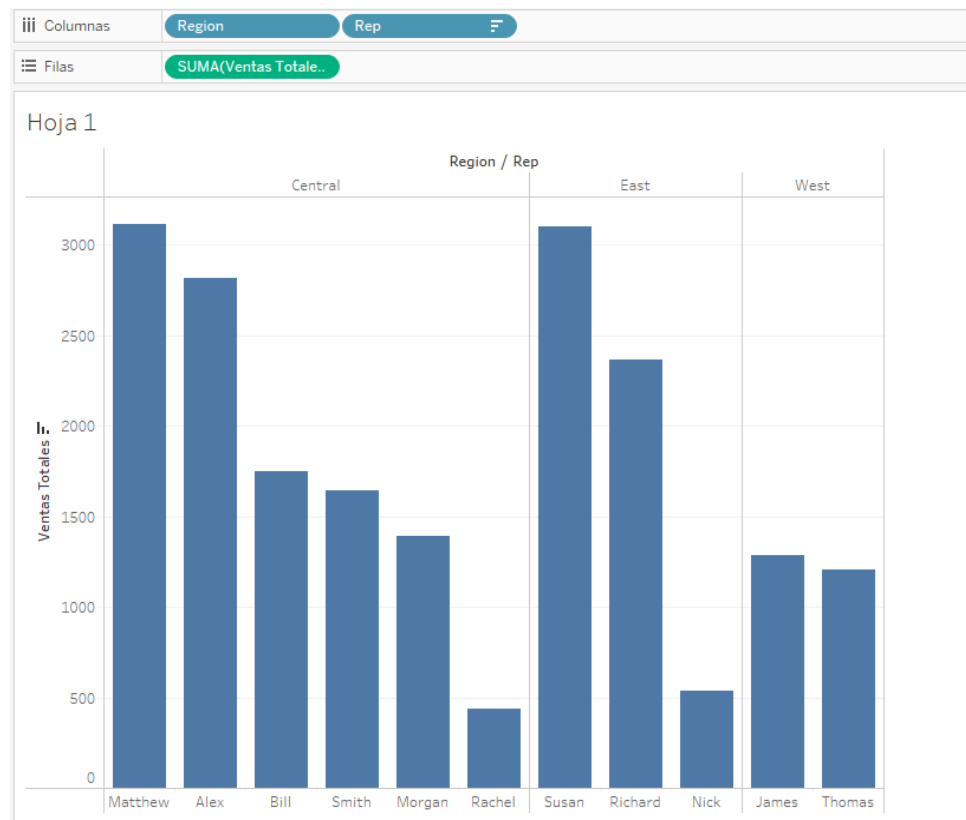 Columnas Region Rep
Filas SUMA(Ventas Totale..
Hoja 1
Region / Rep
Central East West
3000
2500
2000
1500
1000
500
0
Ventas Totales
Matthew Alex Bill Smith Morgan Rachel Susan Richard Nick James Thomas